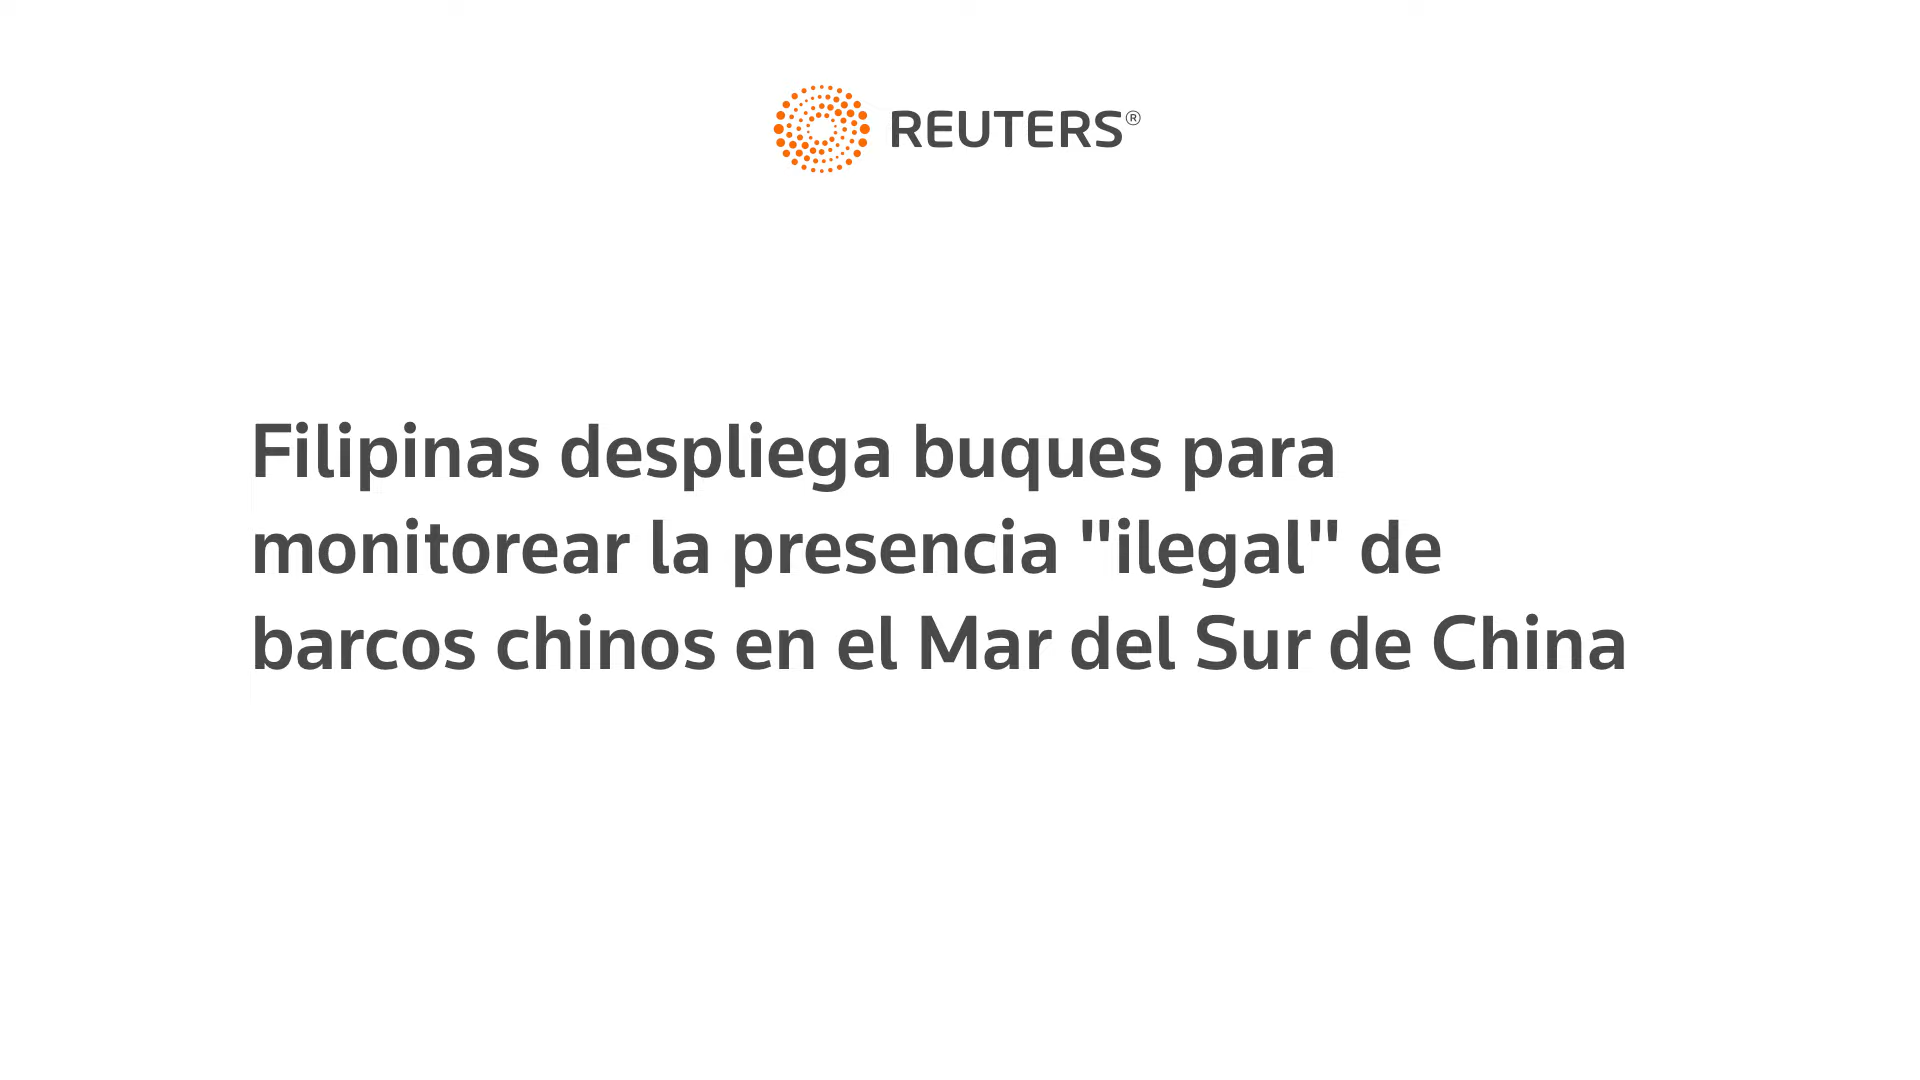 REUTERS®
Filipinas despliega buques para
monitorear la presencia "ilegal" de
barcos chinos en el Mar del Sur de China